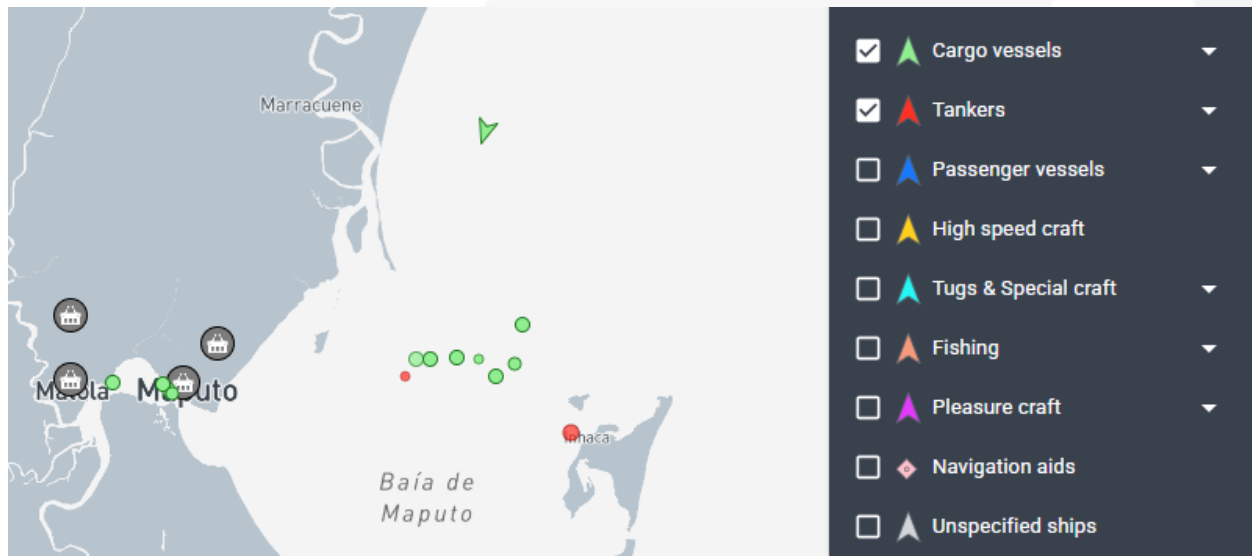 Marracuene
Matola
Maputo
Inhaca
Baía de
Maputo
Cargo vessels
Tankers
Passenger vessels
High speed craft
Tugs & Special craft
Fishing
Pleasure craft
Navigation aids
Unspecified ships